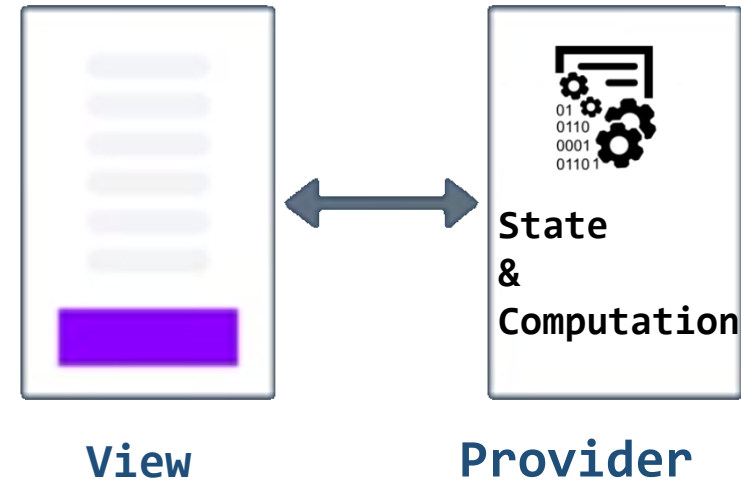 01
0110
0001
01101
State
&
Computation
View
Provider